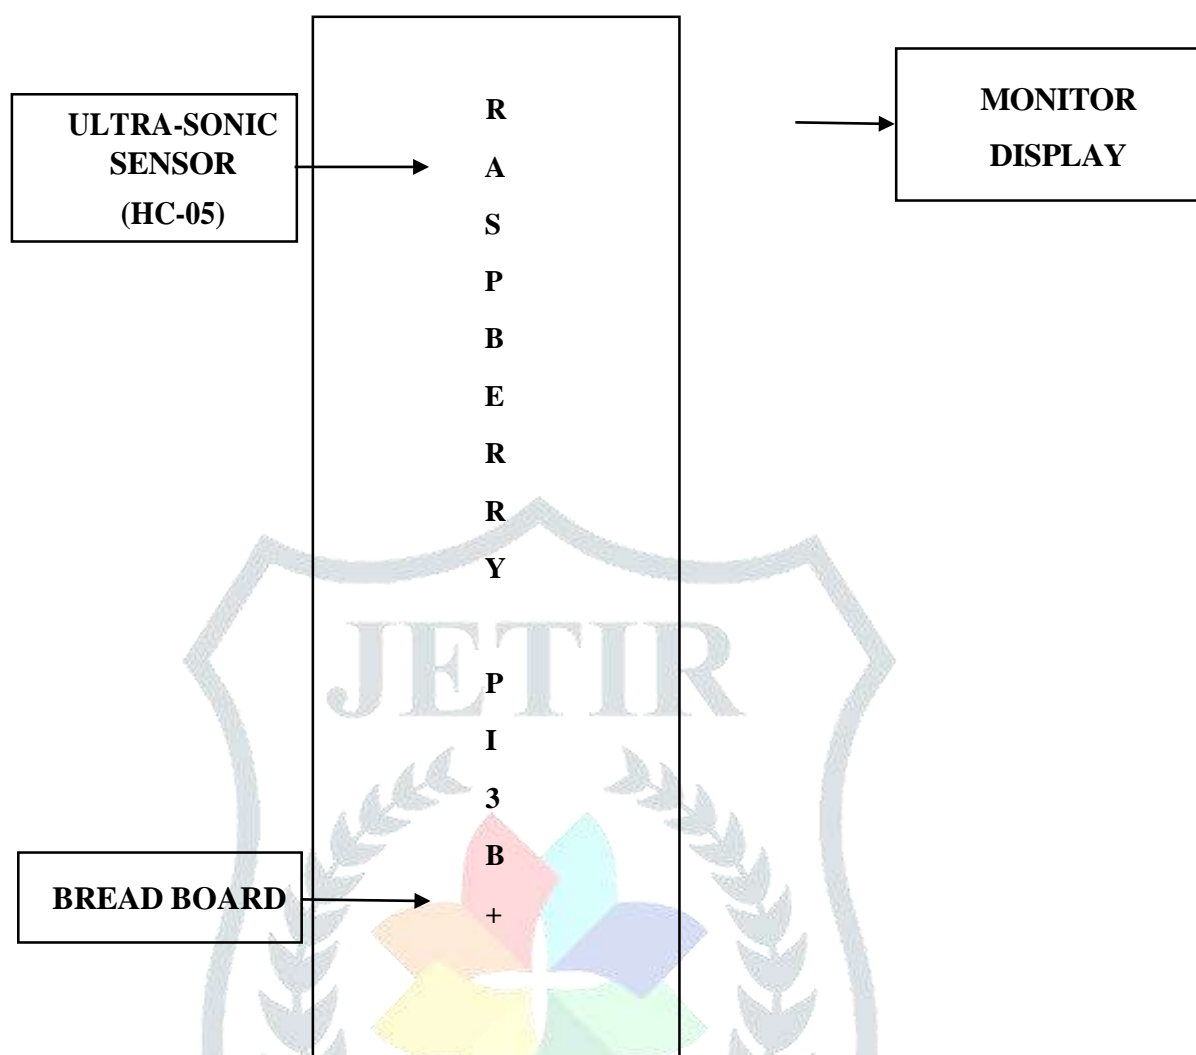 ULTRA-SONIC
SENSOR
(HC-05)
R
A
S
P
B
E
R
R
Y
P
I
3
B
+
MONITOR
DISPLAY
BREAD BOARD
JETIR